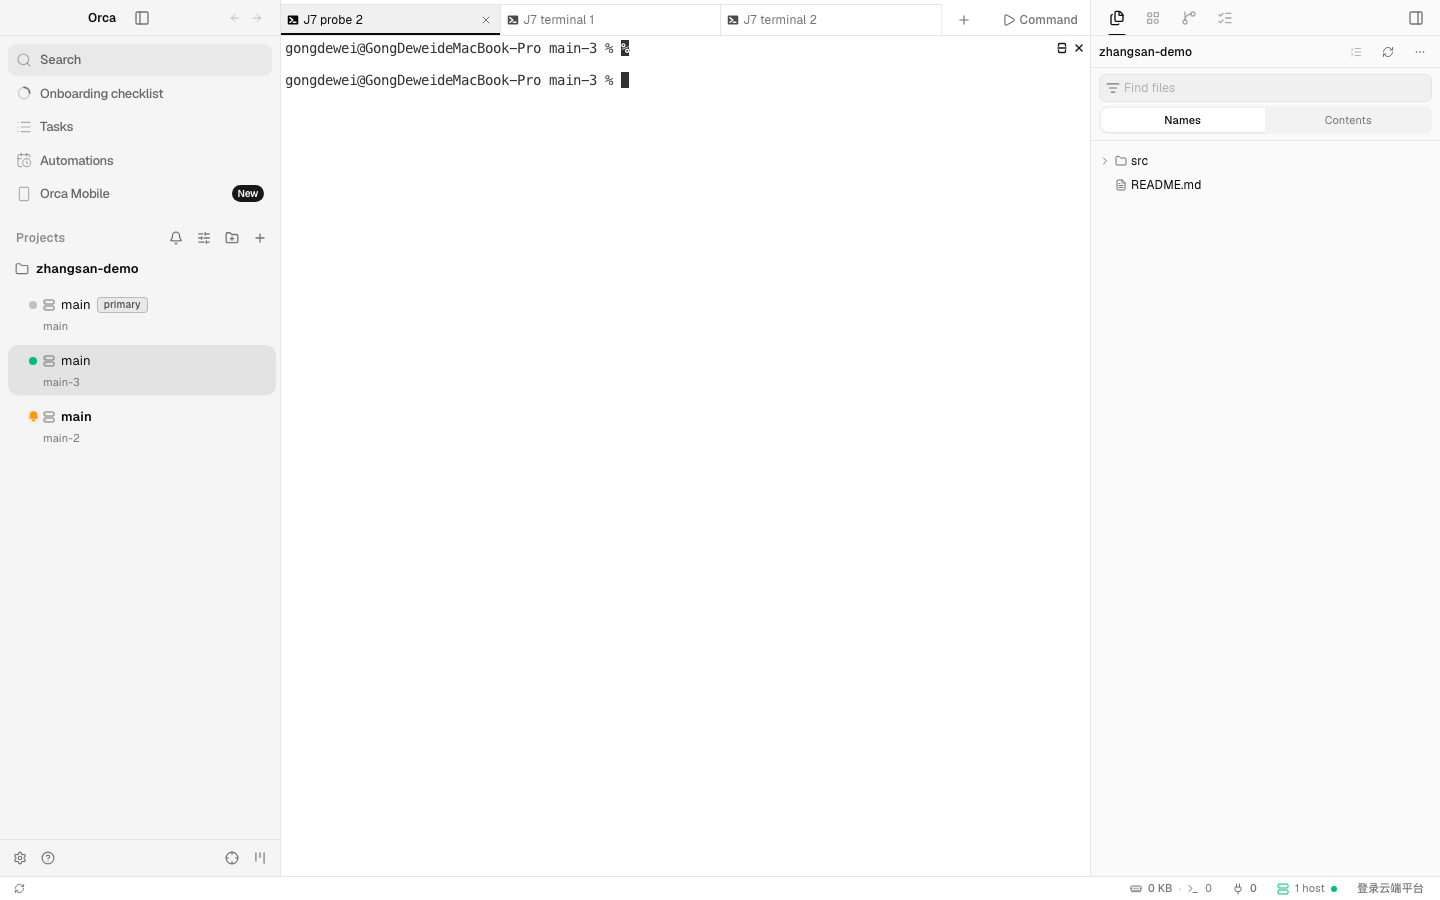 Orca
J7 probe 2
J7 terminal 1
J7 terminal 2
Command
Search
Onboarding checklist
Tasks
Automations
Orca Mobile
New
Projects
zhangsan-demo
main
primary
main
main
main-3
main
main-2
gongdewei@GongDeweideMacBook-Pro main-3 % %
gongdewei@GongDeweideMacBook-Pro main-3 %
zhangsan-demo
Find files
Names
Contents
src
README.md
0 KB · 0
0
1 host
登录云端平台